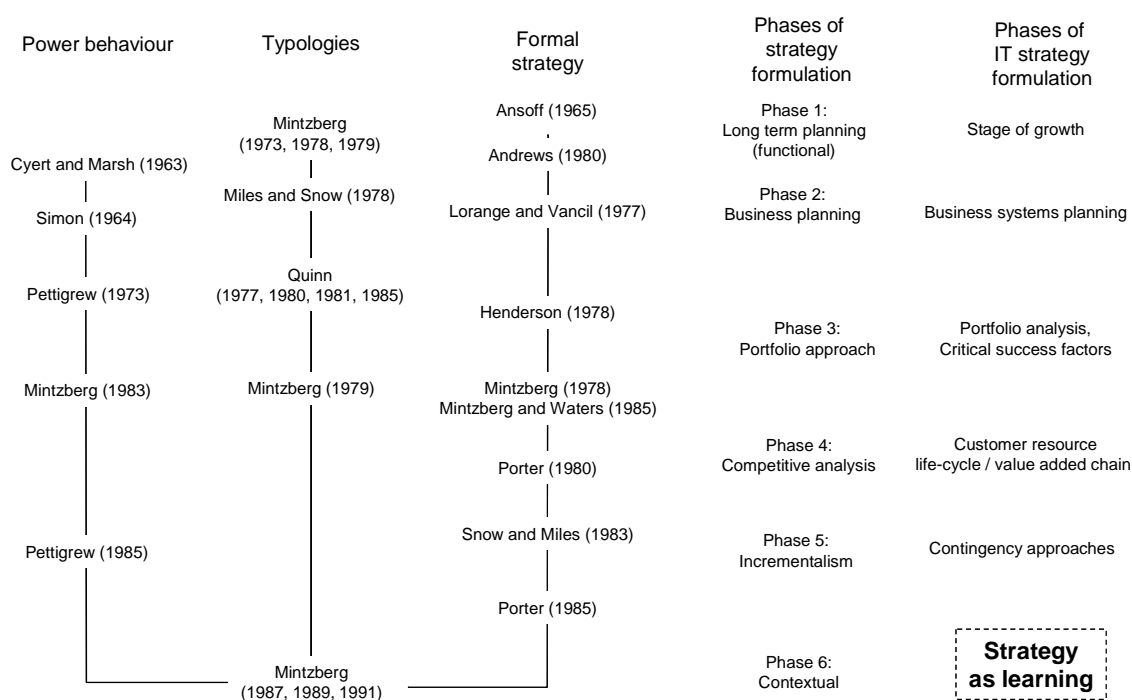 Power behaviour
Cyert and Marsh (1963)
Simon (1964)
Pettigrew (1973)
Mintzberg (1983)
Pettigrew (1985)
Typologies
Mintzberg
(1973, 1978, 1979)
Miles and Snow (1978)
Quinn
(1977, 1980, 1981, 1985)
Mintzberg (1979)
Mintzberg
(1987, 1989, 1991)
Formal
strategy
Ansoff (1965)
Andrews (1980)
Lorange and Vancil (1977)
Henderson (1978)
Mintzberg (1978)
Mintzberg and Waters (1985)
Porter (1980)
Snow and Miles (1983)
Porter (1985)
Phases of
strategy
formulation
Phase 1:
Long term planning
(functional)
Phase 2:
Business planning
Phase 3:
Portfolio approach
Phase 4:
Competitive analysis
Phase 5:
Incrementalism
Phase 6:
Contextual
Phases of
IT strategy
formulation
Stage of growth
Business systems planning
Portfolio analysis,
Critical success factors
Customer resource
life-cycle / value added chain
Contingency approaches
Strategy
as learning